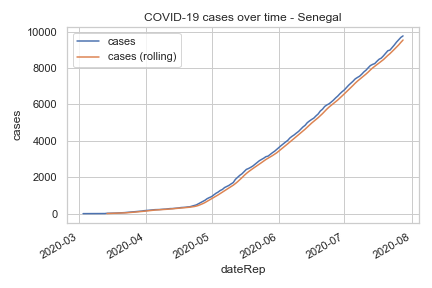 COVID-19 cases over time - Senegal
cases
cases (rolling)
10000
8000
6000
4000
2000
0
cases
2020-03
2020-04
2020-05
2020-06
2020-07
2020-08
dateRep